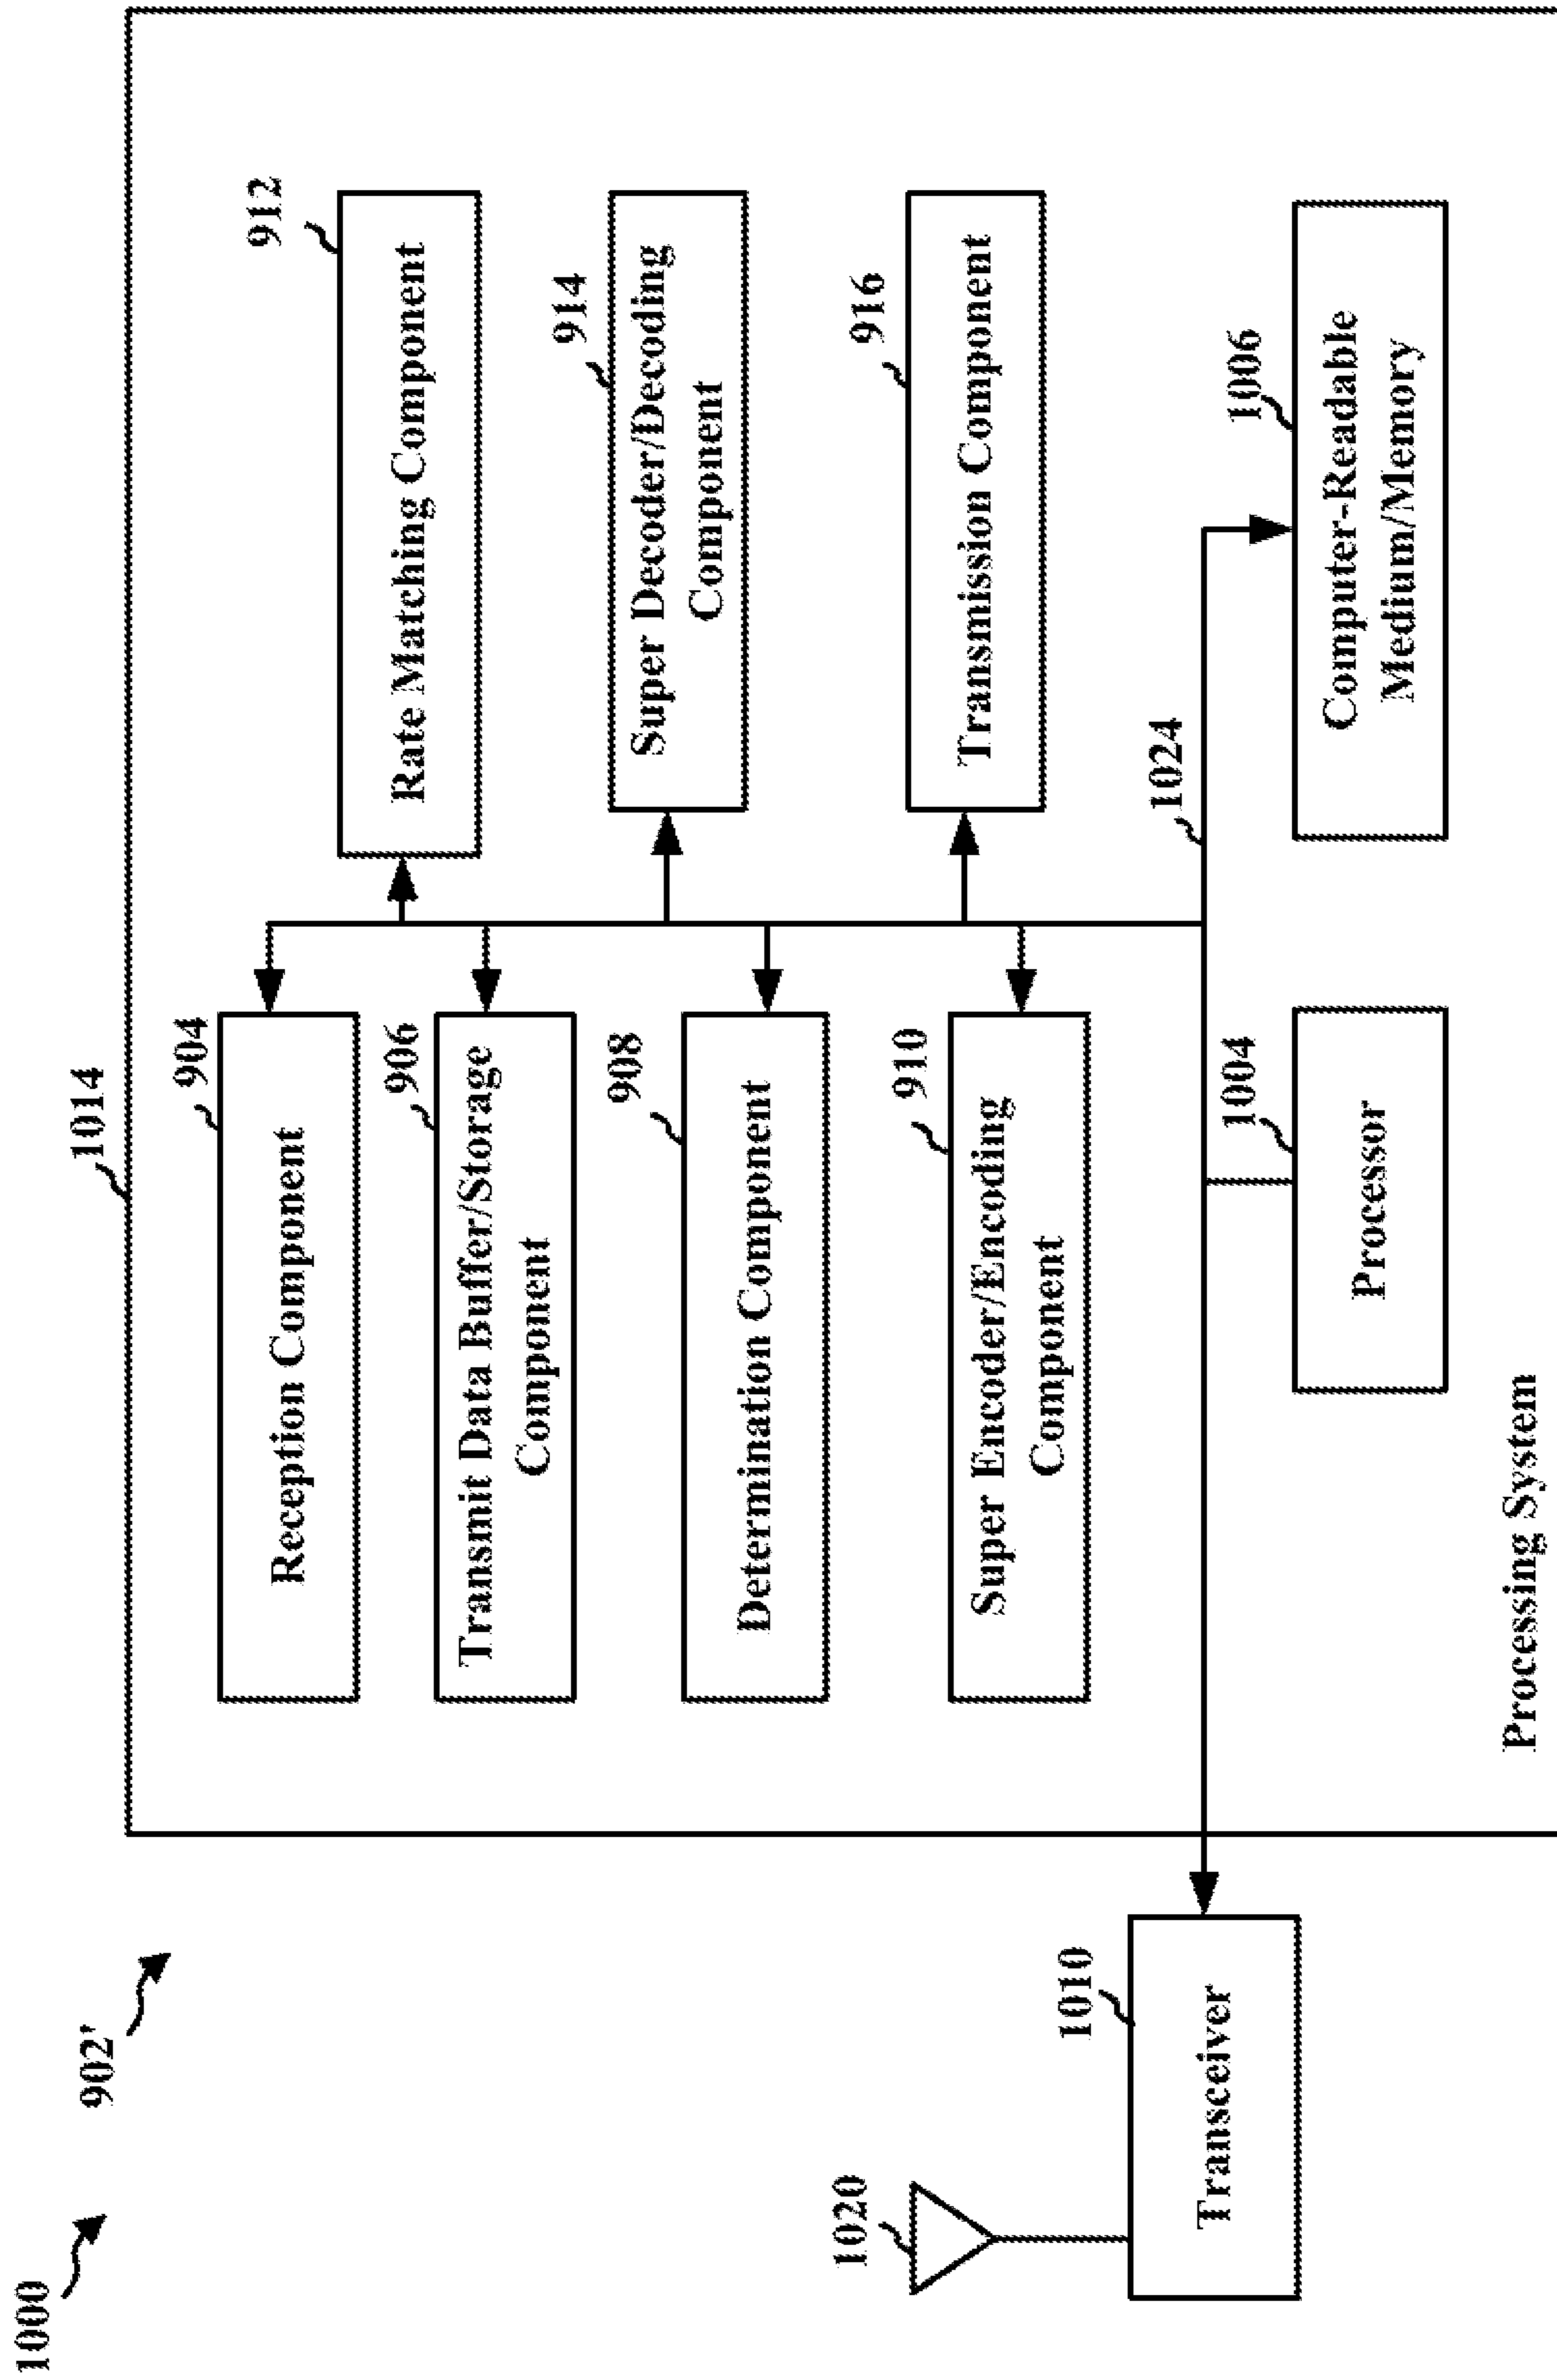 1000
902'
1014
904
Reception Component
912
Rate Matching Component
906
Transmit Data Buffer/Storage
Component
914
Super Decoder/Decoding
Component
908
Determination Component
916
Transmission Component
910
Super Encoder/Encoding
Component
1020
1010
Transceiver
1024
1004
Processor
1006
Computer-Readable
Medium/Memory
Processing System